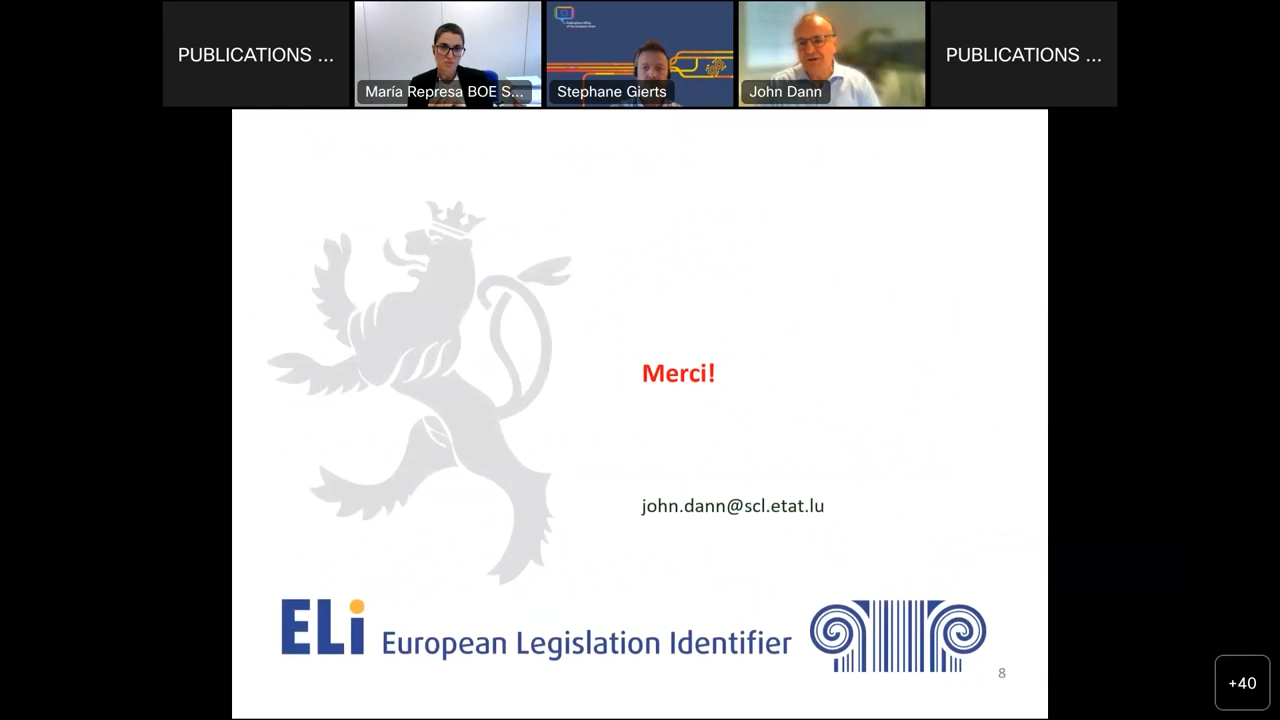 PUBLICATIONS ...
María Represa BOE S...
Stephane Gierts
John Dann
PUBLICATIONS ...
Merci!
john.dann@scl.etat.lu
ELi European Legislation Identifier
8
+40